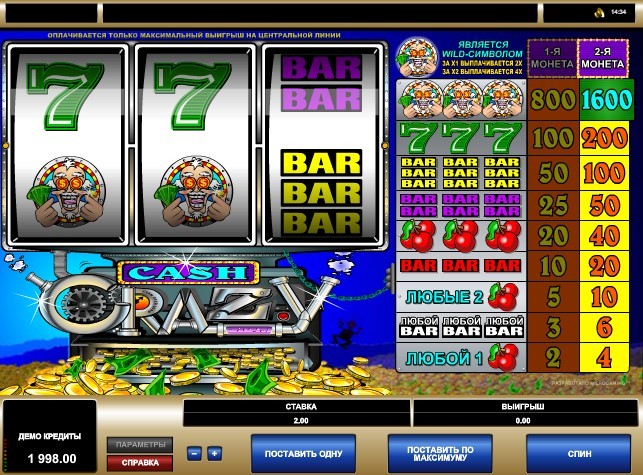 14:34
ОПЛАЧИВАЕТСЯ ТОЛЬКО МАКСИМАЛЬНЫЙ ВЫИГРЫШ НА ЦЕНТРАЛЬНОЙ ЛИНИИ
7 7 BAR
BAR
BAR
BAR
BAR
CASH
CRAZY
ЯВЛЯЕТСЯ
WILD-СИМВОЛОМ
ЗА X1 ВЫПЛАЧИВАЕТСЯ 2X
ЗА X2 ВЫПЛАЧИВАЕТСЯ 4X
1-Я
МОНЕТА
2-Я
МОНЕТА
800 1600
7 7 7 100 200
BAR BAR BAR
BAR BAR BAR
BAR BAR BAR
50 100
BAR BAR BAR
BAR BAR BAR
25 50
20 40
BAR BAR BAR 10 20
ЛЮБЫЕ 2 5 10
ЛЮБОЙ ЛЮБОЙ ЛЮБОЙ
BAR BAR BAR
3 6
ЛЮБОЙ 1 2 4
ДЕМО КРЕДИТЫ
1 998.00
ПАРАМЕТРЫ
СПРАВКА
СТАВКА
2.00
ВЫИГРЫШ
0.00
ПОСТАВИТЬ ОДНУ
ПОСТАВИТЬ ПО
МАКСИМУМУ
СПИН